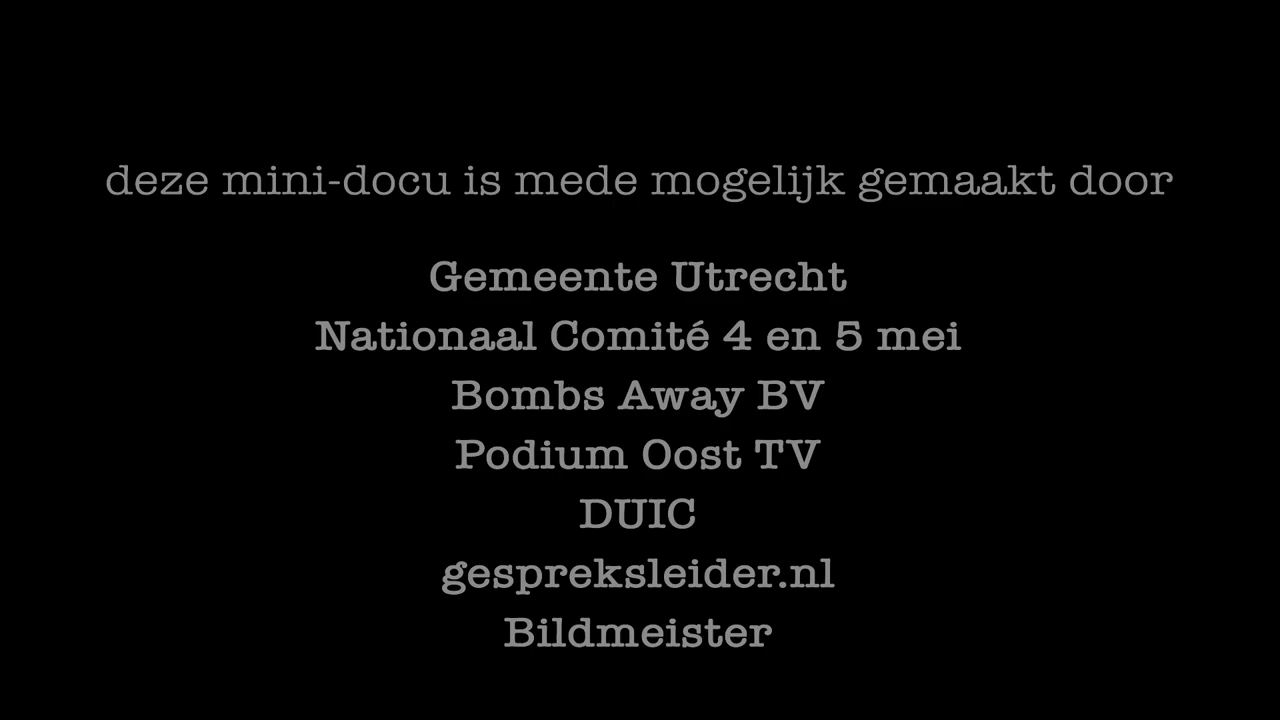 deze mini-docu is mede mogelijk gemaakt door
Gemeente Utrecht
Nationaal Comité 4 en 5 mei
Bombs Away BV
Podium Oost TV
DUIC
gespreksleider.nl
Bildmeister